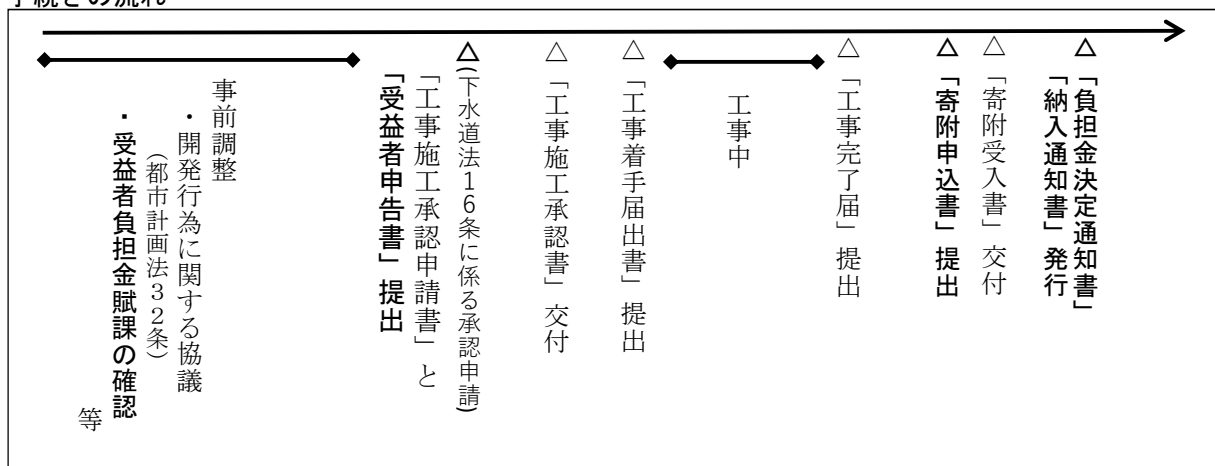 手続きの流れ
事前調整
・開発行為に関する協議
(都市計画法32条)
・受益者負担金賦課の確認
等
△(下水道法16条に係る承認申請)
「工事施工承認申請書」と
「受益者申告書」提出
△「工事施工承認書」交付
△「工事着手届出書」提出
工事中
△「工事完了届」提出
△「寄附申込書」提出
△「寄附受入書」交付
△「負担金決定通知書」
「納入通知書」発行